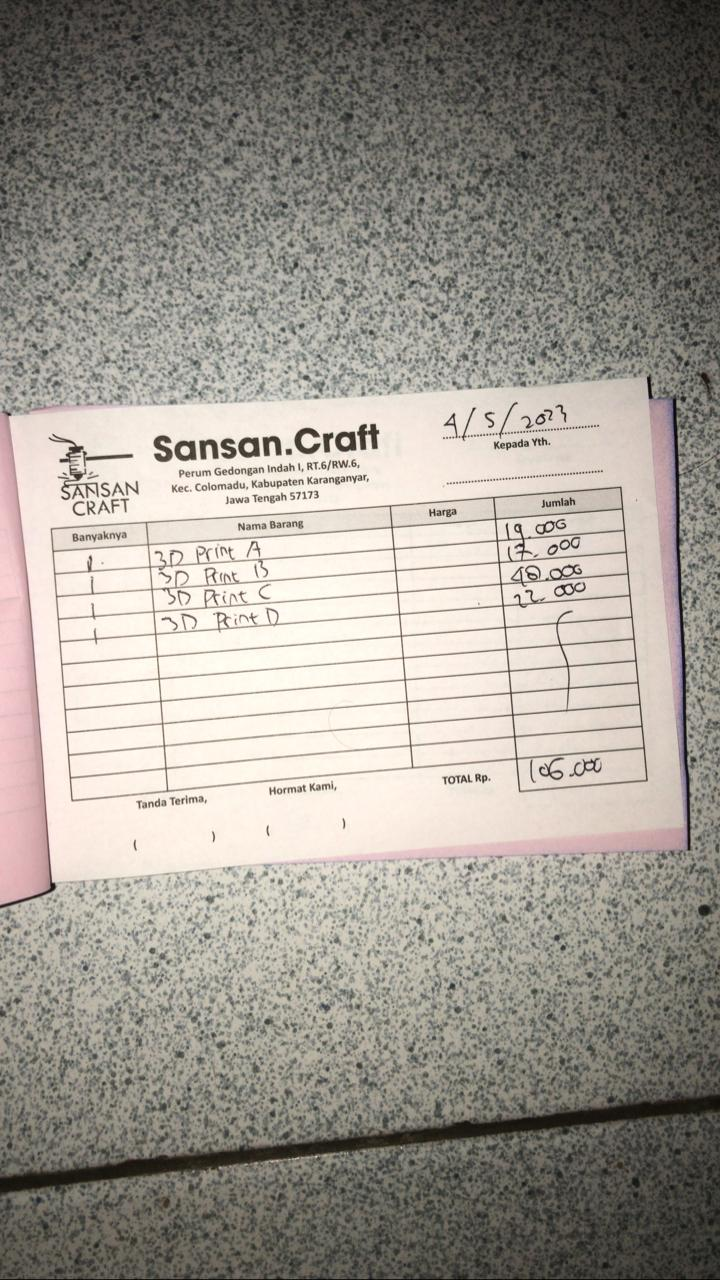 4/5/2023
Sansan.Craft
Kepada Yth.
Perum Gedongan Indah I, RT.6/RW.6,
Kec. Colomadu, Kabupaten Karanganyar,
Jawa Tengah 57173
SANSAN
CRAFT
Banyaknya Nama Barang Harga Jumlah
1. 3D Print A 19.000
1 3D Print B 17.000
1 3D Print C 48.000
1 3D Print D 22.000
TOTAL Rp. 106.000
Tanda Terima, Hormat Kami,
( ) ( )